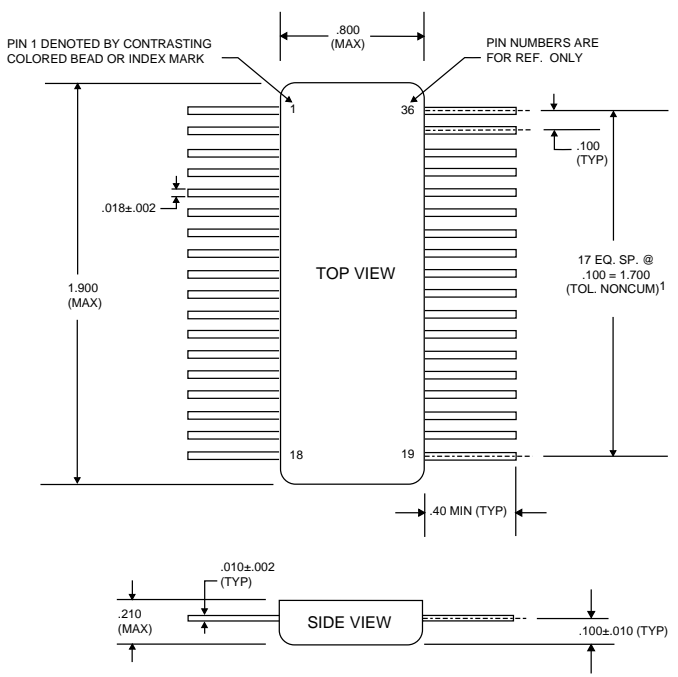 .800
(MAX)
PIN 1 DENOTED BY CONTRASTING
COLORED BEAD OR INDEX MARK
PIN NUMBERS ARE
FOR REF. ONLY
1
36
.100
(TYP)
.018±.002
1.900
(MAX)
TOP VIEW
17 EQ. SP. @
.100 = 1.700
(TOL. NONCUM)1
18
19
.40 MIN (TYP)
.010±.002
(TYP)
.210
(MAX)
SIDE VIEW
.100±.010 (TYP)